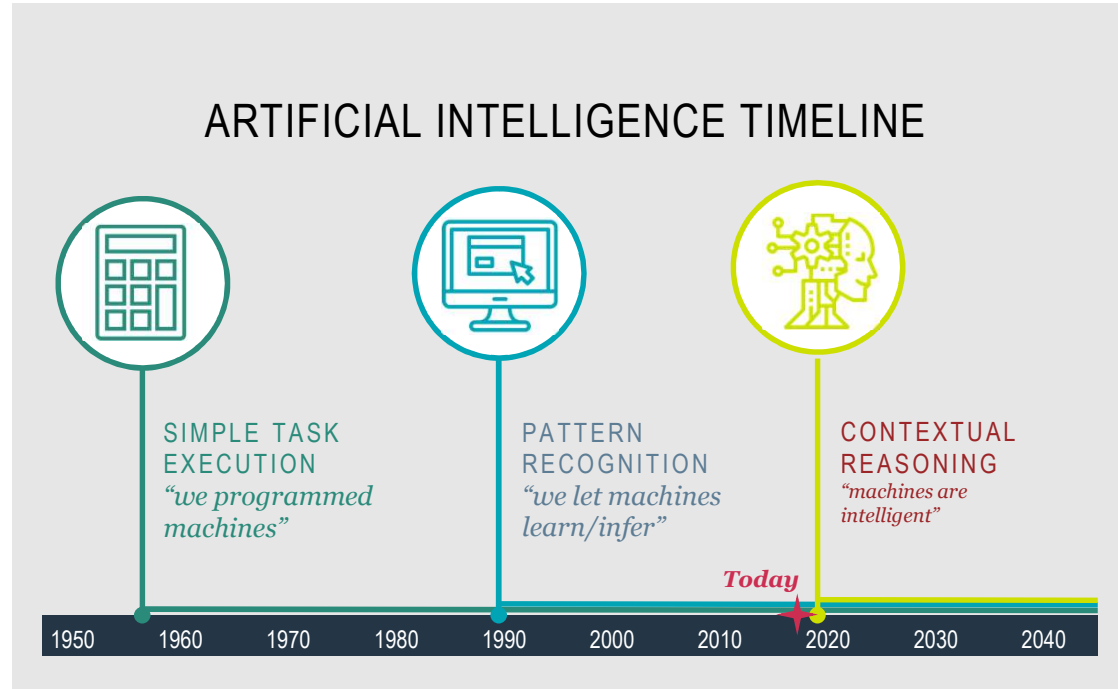 ARTIFICIAL INTELLIGENCE TIMELINE
SIMPLE TASK
EXECUTION
“we programmed
machines”
PATTERN
RECOGNITION
“we let machines
learn/infer”
CONTEXTUAL
REASONING
“machines are
intelligent”
Today
1950 1960 1970 1980 1990 2000 2010 2020 2030 2040